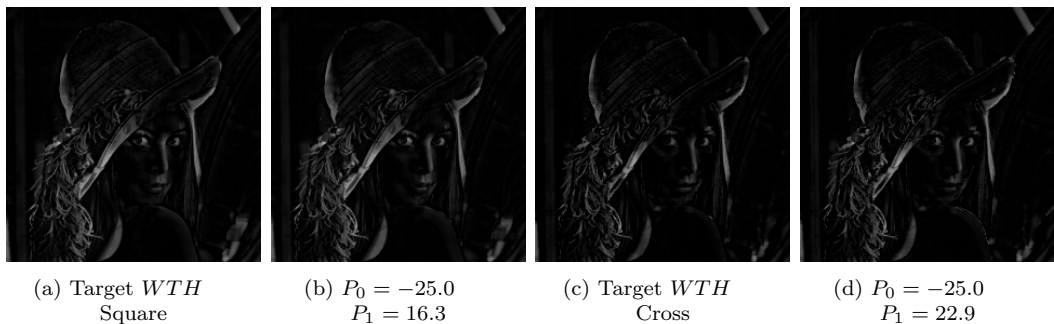 (a) Target WTH
Square
(b) P₀ = −25.0
P₁ = 16.3
(c) Target WTH
Cross
(d) P₀ = −25.0
P₁ = 22.9